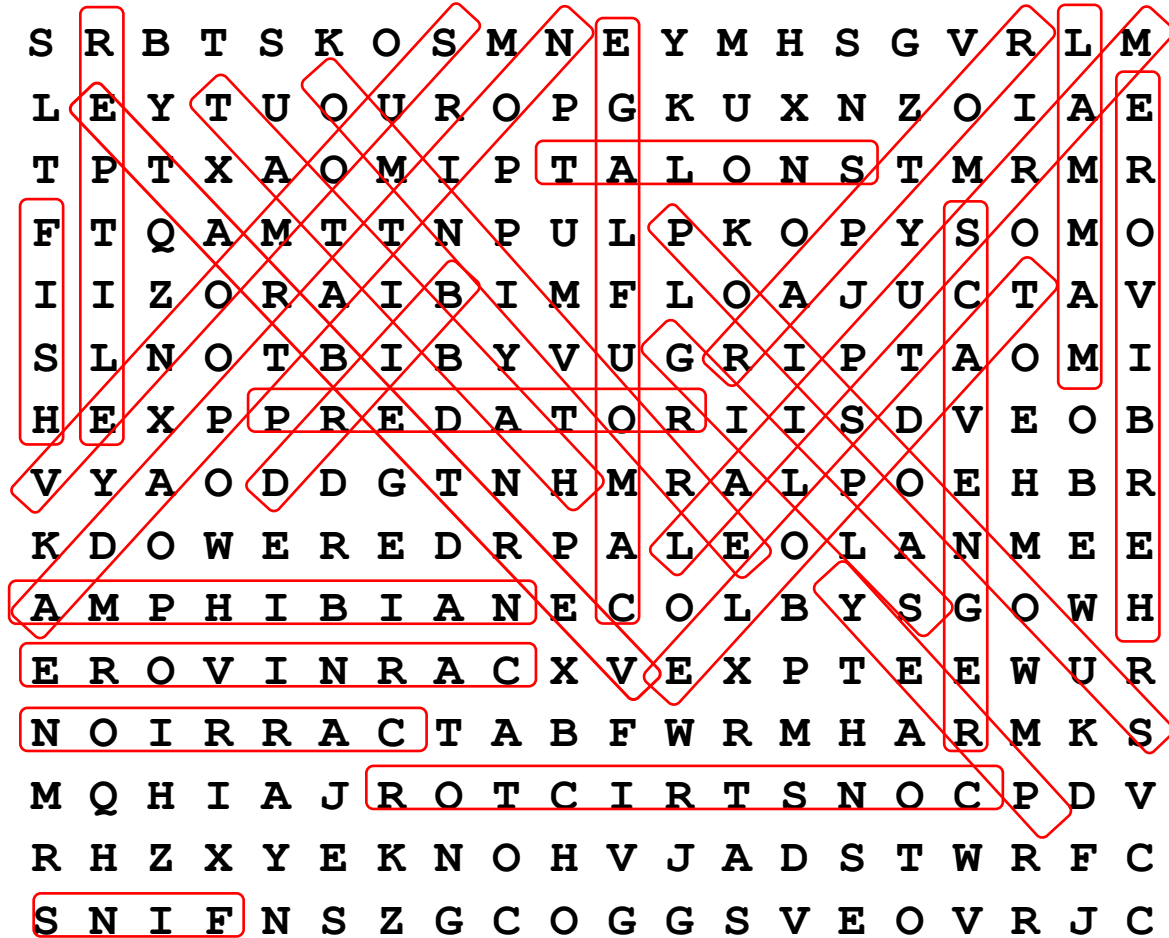 S R B T S K O S M N E Y M H S G V R L M
L E Y T U O U R O P G K U X N Z O I A E
T P T X A O M I P T A L O N S T M R M R
F T Q A M T T N P U L P K O P Y S O M O
I I Z O R A I B I M F L O A J U C T A V
S L N O T B I B Y V U G R I P T A O M I
H E X P P R E D A T O R I I S D V E O B
V Y A O D D G T N H M R A L P O E H B R
K D O W E R E D R P A L E O L A N M E E
A M P H I B I A N E C O L B Y S G O W H
E R O V I N R A C X V E X P T E E W U R
N O I R R A C T A B F W R M H A R M K S
M Q H I A J R O T C I R T S N O C P D V
R H Z X Y E K N O H V J A D S T W R F C
S N I F N S Z G C O G G S V E O V R J C